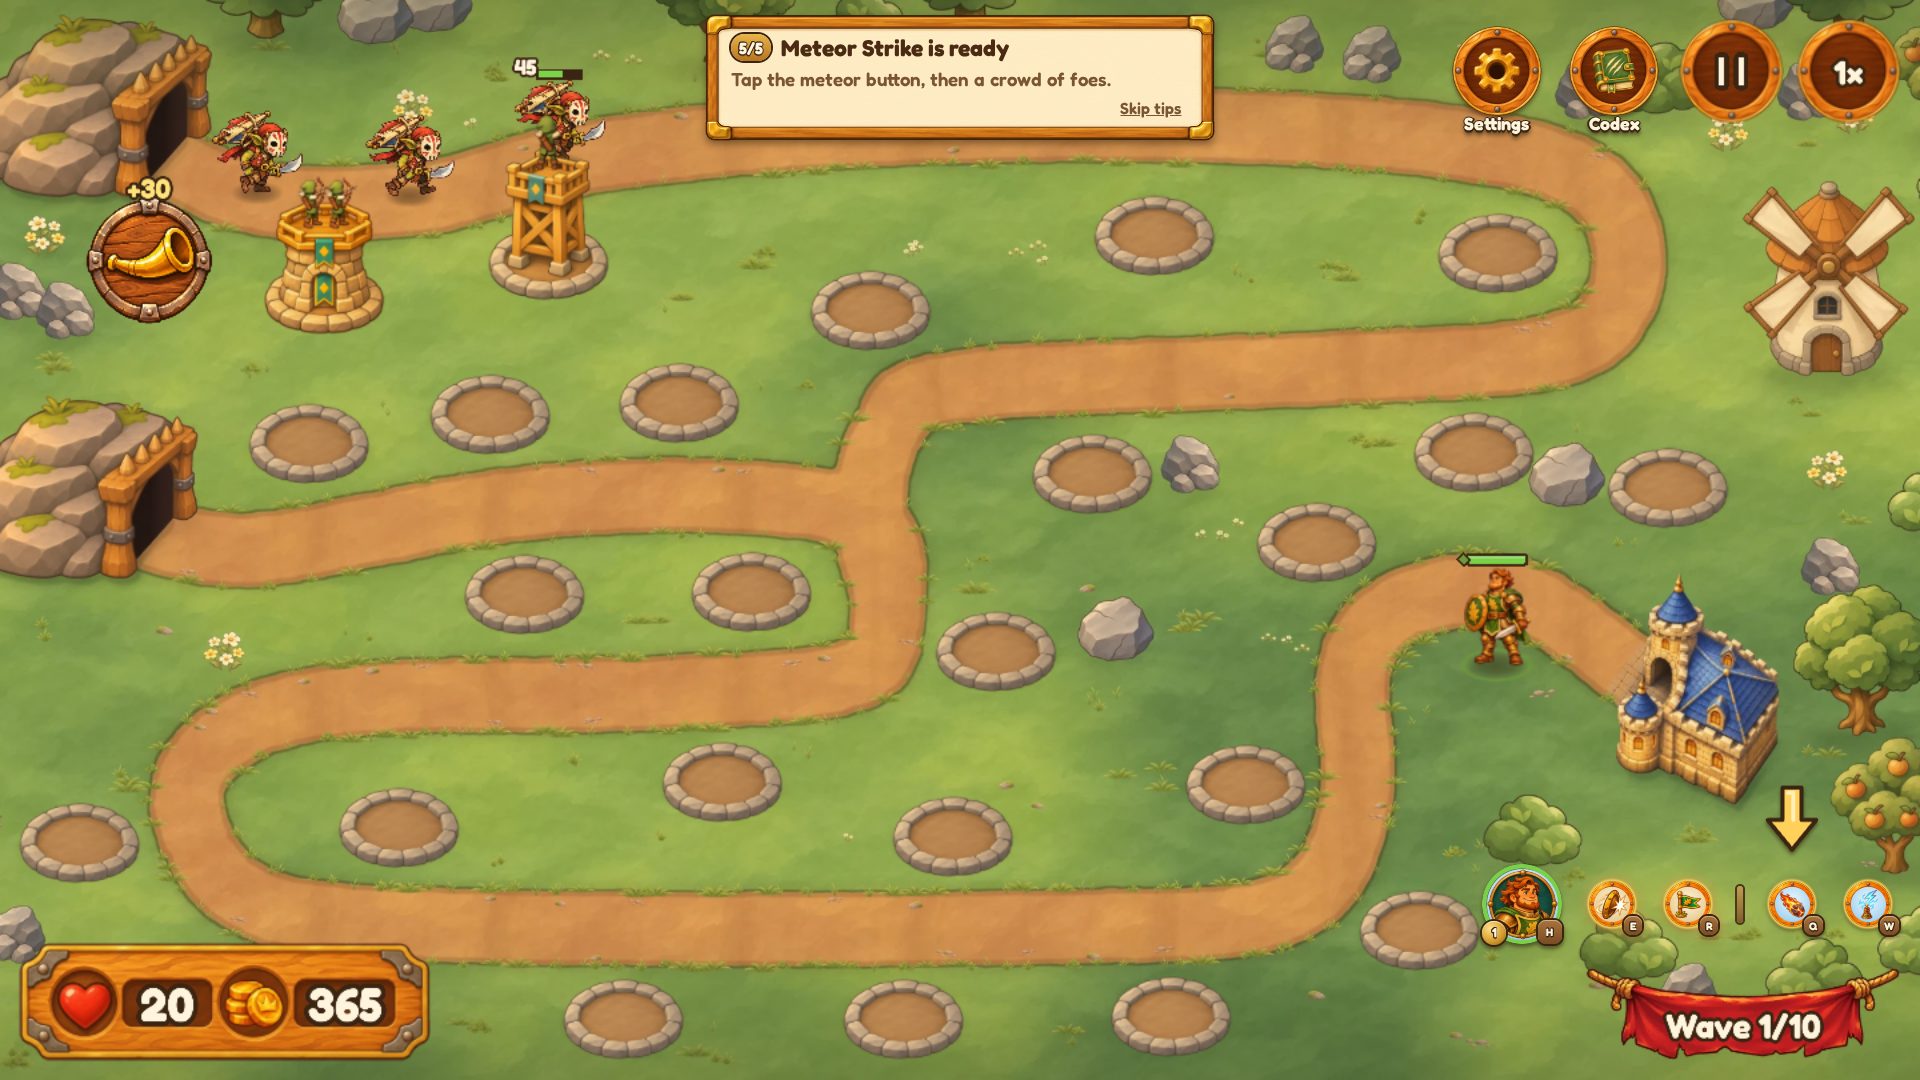 5/5 Meteor Strike is ready
Tap the meteor button, then a crowd of foes.
Skip tips
Settings
Codex
1x
45
+30
1
H
E
R
Q
W
20
365
Wave 1/10